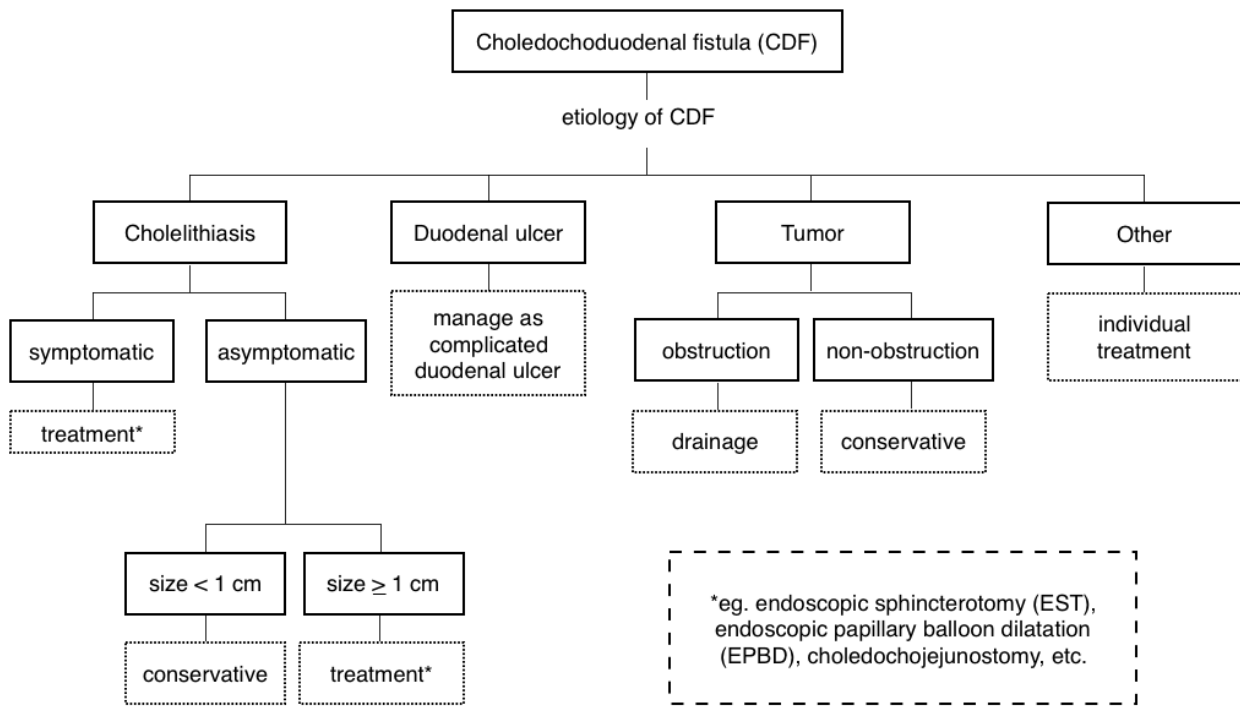 Choledochoduodenal fistula (CDF)
etiology of CDF
Cholelithiasis
Duodenal ulcer
Tumor
Other
symptomatic
asymptomatic
manage as
complicated
duodenal ulcer
obstruction
non-obstruction
individual
treatment
treatment*
drainage
conservative
size < 1 cm
size ≥ 1 cm
conservative
treatment*
*eg. endoscopic sphincterotomy (EST),
endoscopic papillary balloon dilatation
(EPBD), choledochojejunostomy, etc.